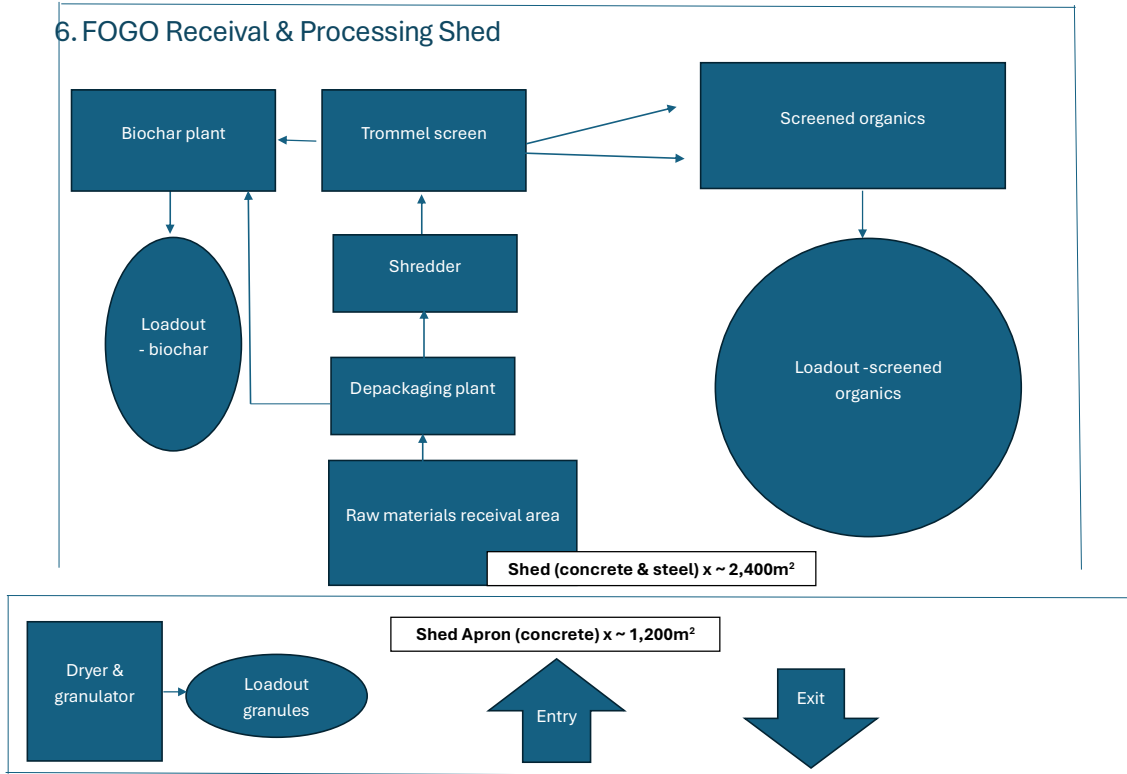 6. FOGO Receival & Processing Shed
Biochar plant
Trommel screen
Screened organics
Shredder
Loadout
- biochar
Depackaging plant
Loadout -screened
organics
Raw materials receival area
Shed (concrete & steel) x ~ 2,400m²
Shed Apron (concrete) x ~ 1,200m²
Dryer &
granulator
Loadout
granules
Entry
Exit